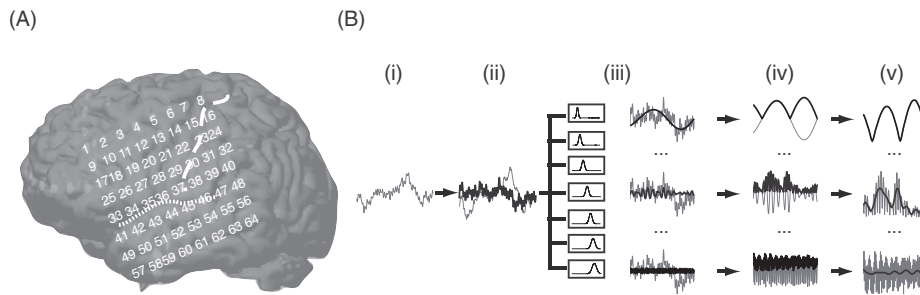 (A)
(B)
(i)
(ii)
(iii)
(iv)
(v)
1 2 3 4 5 6 7 8
9 10 11 12 13 14 15 16
17 18 19 20 21 22 23 24
25 26 27 28 29 30 31 32
33 34 35 36 37 38 39 40
41 42 43 44 45 46 47 48
49 50 51 52 53 54 55 56
57 58 59 60 61 62 63 64
... ... ...
... ... ...